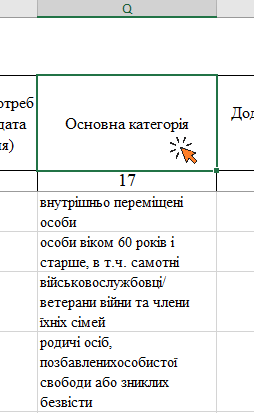 Q
отреб
дата
ня)
Основна категорія
Дод
17
внутрішньо переміщені
особи
особи віком 60 років і
старше, в т.ч. самотні
військовослужбовці/
ветерани війни та члени
їхніх сімей
родичі осіб,
позбавленихособистої
свободи або зниклих
безвісти